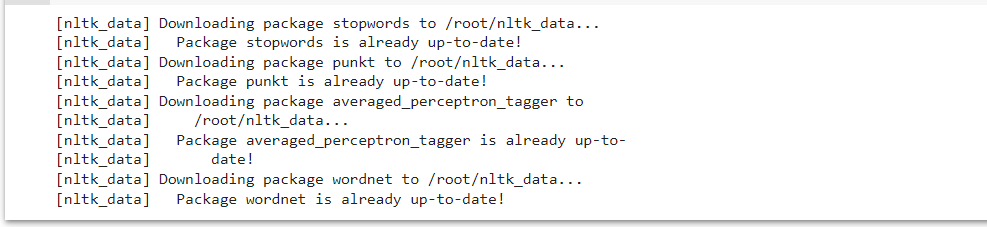 [nltk_data] Downloading package stopwords to /root/nltk_data...
[nltk_data]   Package stopwords is already up-to-date!
[nltk_data] Downloading package punkt to /root/nltk_data...
[nltk_data]   Package punkt is already up-to-date!
[nltk_data] Downloading package averaged_perceptron_tagger to
[nltk_data]     /root/nltk_data...
[nltk_data]   Package averaged_perceptron_tagger is already up-to-
[nltk_data]       date!
[nltk_data] Downloading package wordnet to /root/nltk_data...
[nltk_data]   Package wordnet is already up-to-date!